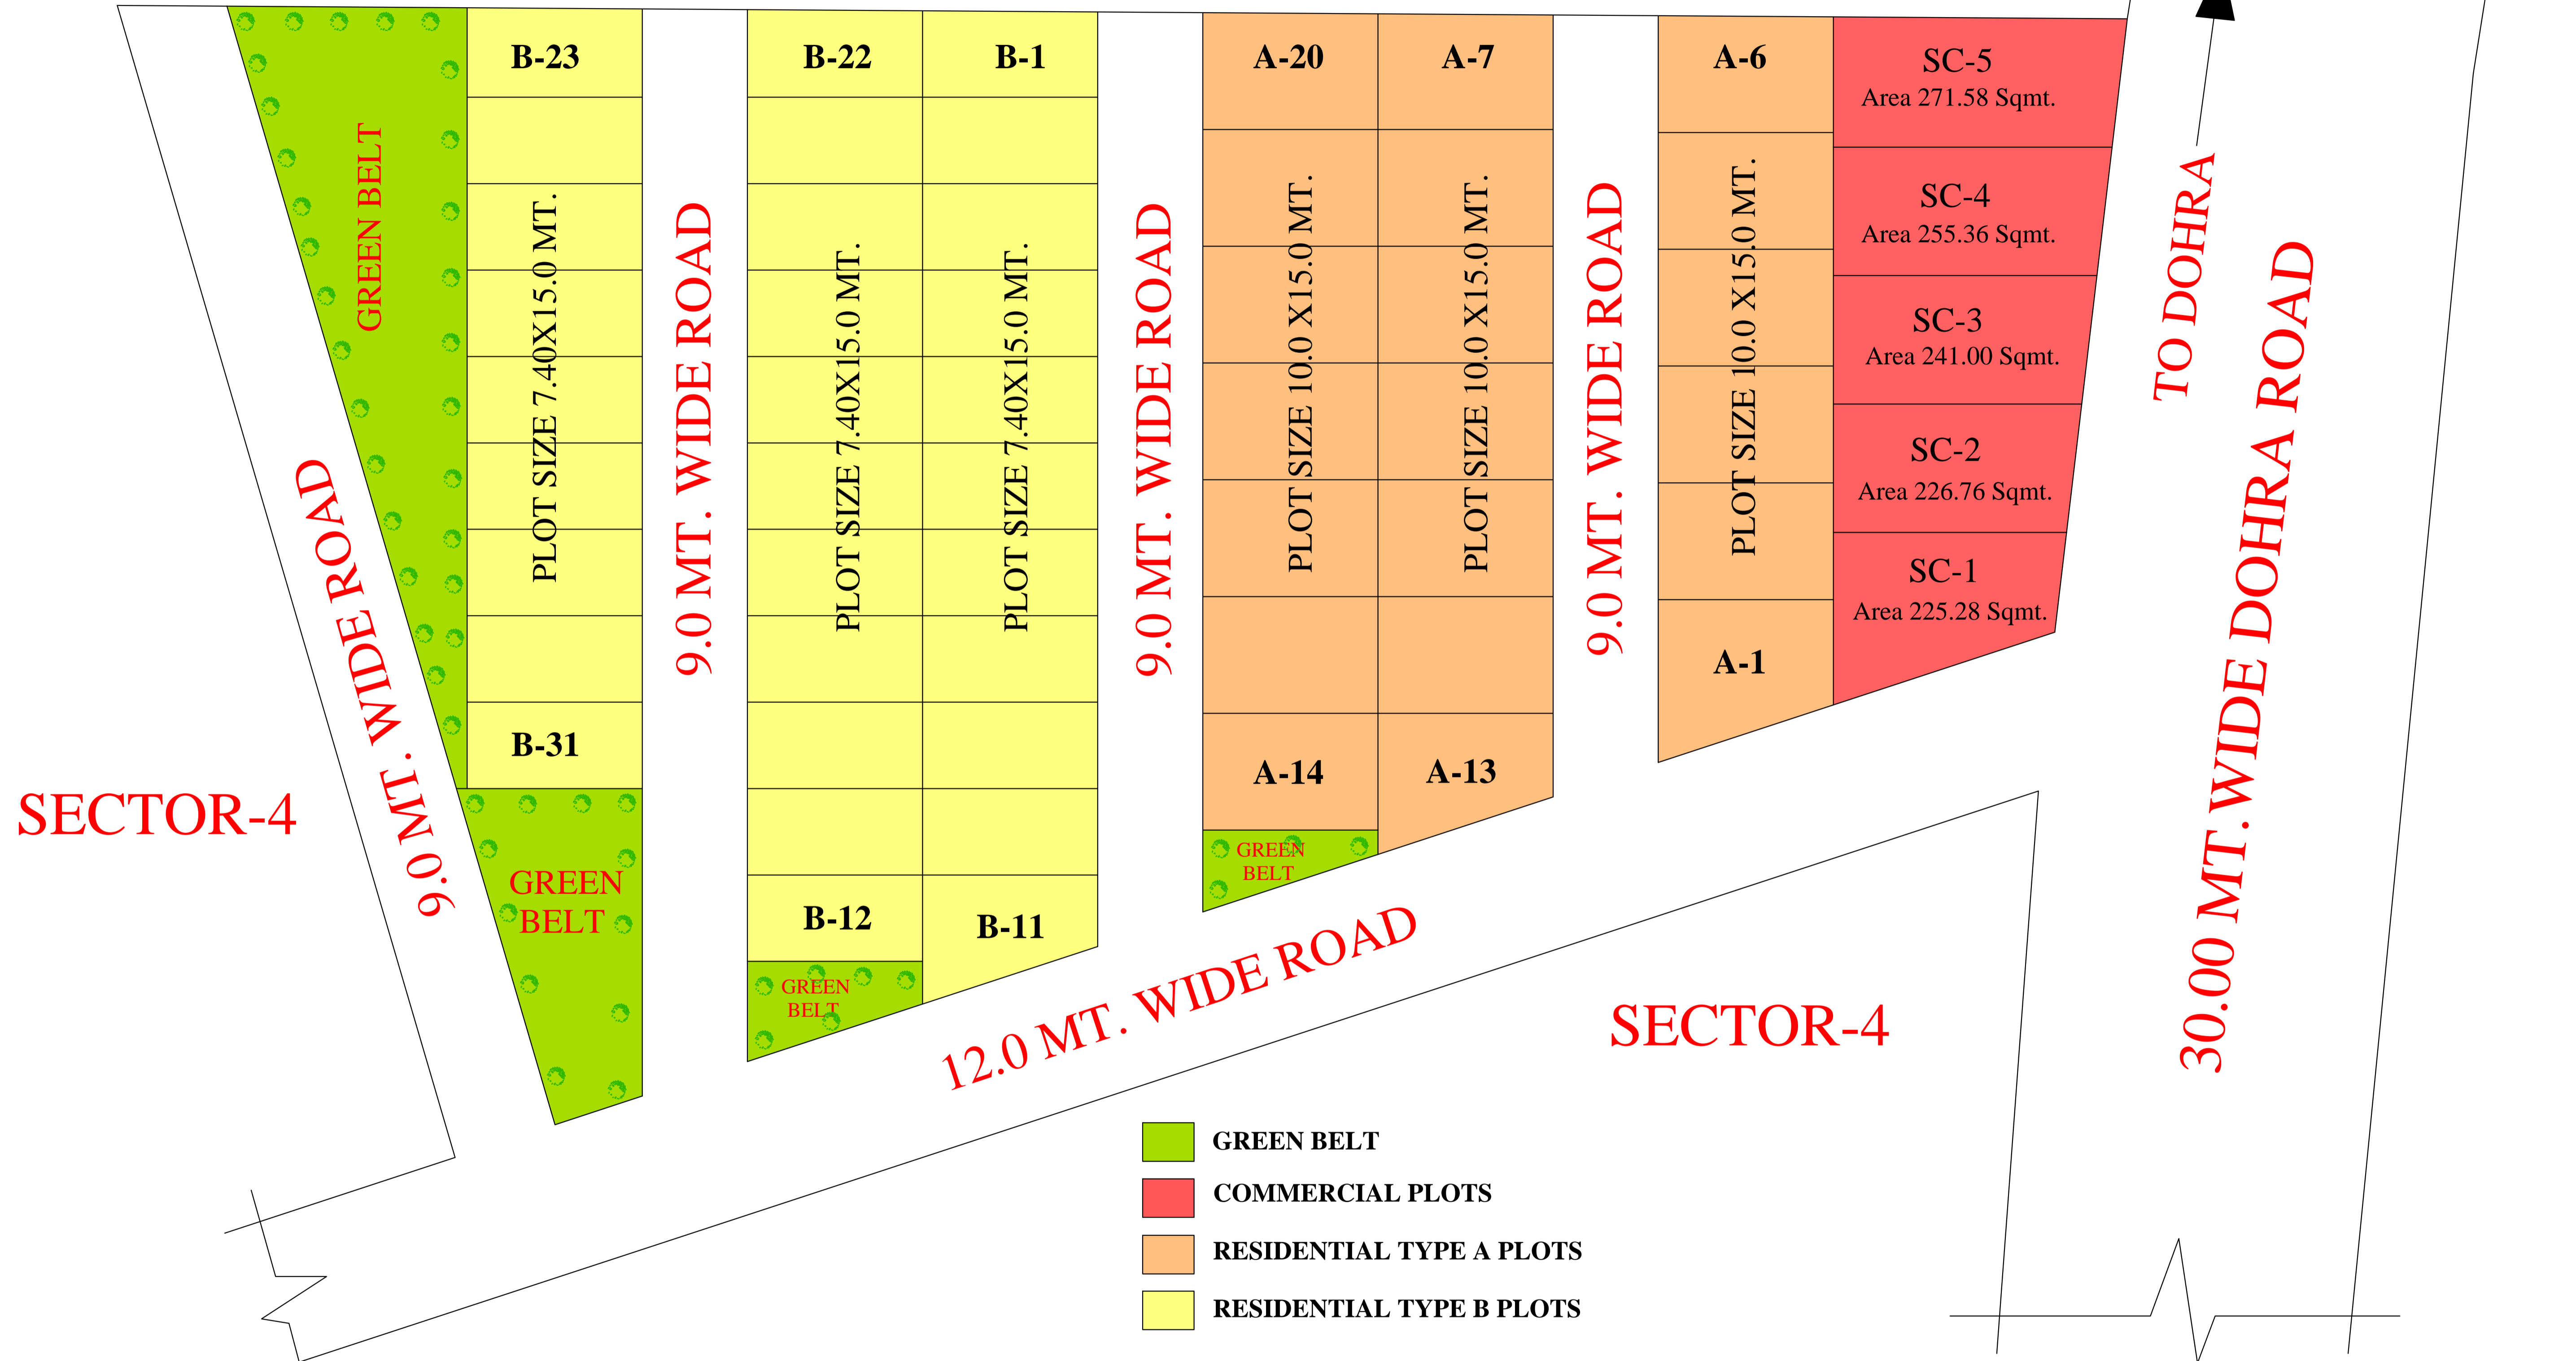 B-23
B-22
B-1
A-20
A-7
A-6
SC-5
Area 271.58 Sqmt.
SC-4
Area 255.36 Sqmt.
SC-3
Area 241.00 Sqmt.
SC-2
Area 226.76 Sqmt.
SC-1
Area 225.28 Sqmt.
GREEN BELT
PLOT SIZE 7.40X15.0 MT.
9.0 MT. WIDE ROAD
PLOT SIZE 7.40X15.0 MT.
PLOT SIZE 7.40X15.0 MT.
9.0 MT. WIDE ROAD
PLOT SIZE 10.0 X15.0 MT.
PLOT SIZE 10.0 X15.0 MT.
9.0 MT. WIDE ROAD
PLOT SIZE 10.0 X15.0 MT.
TO DOHRA
30.00 MT.WIDE DOHRA ROAD
9.0 MT. WIDE ROAD
A-1
B-31
A-14
A-13
SECTOR-4
GREEN
BELT
GREEN
BELT
B-12
B-11
GREEN
BELT
12.0 MT. WIDE ROAD
SECTOR-4
GREEN BELT
COMMERCIAL PLOTS
RESIDENTIAL TYPE A PLOTS
RESIDENTIAL TYPE B PLOTS